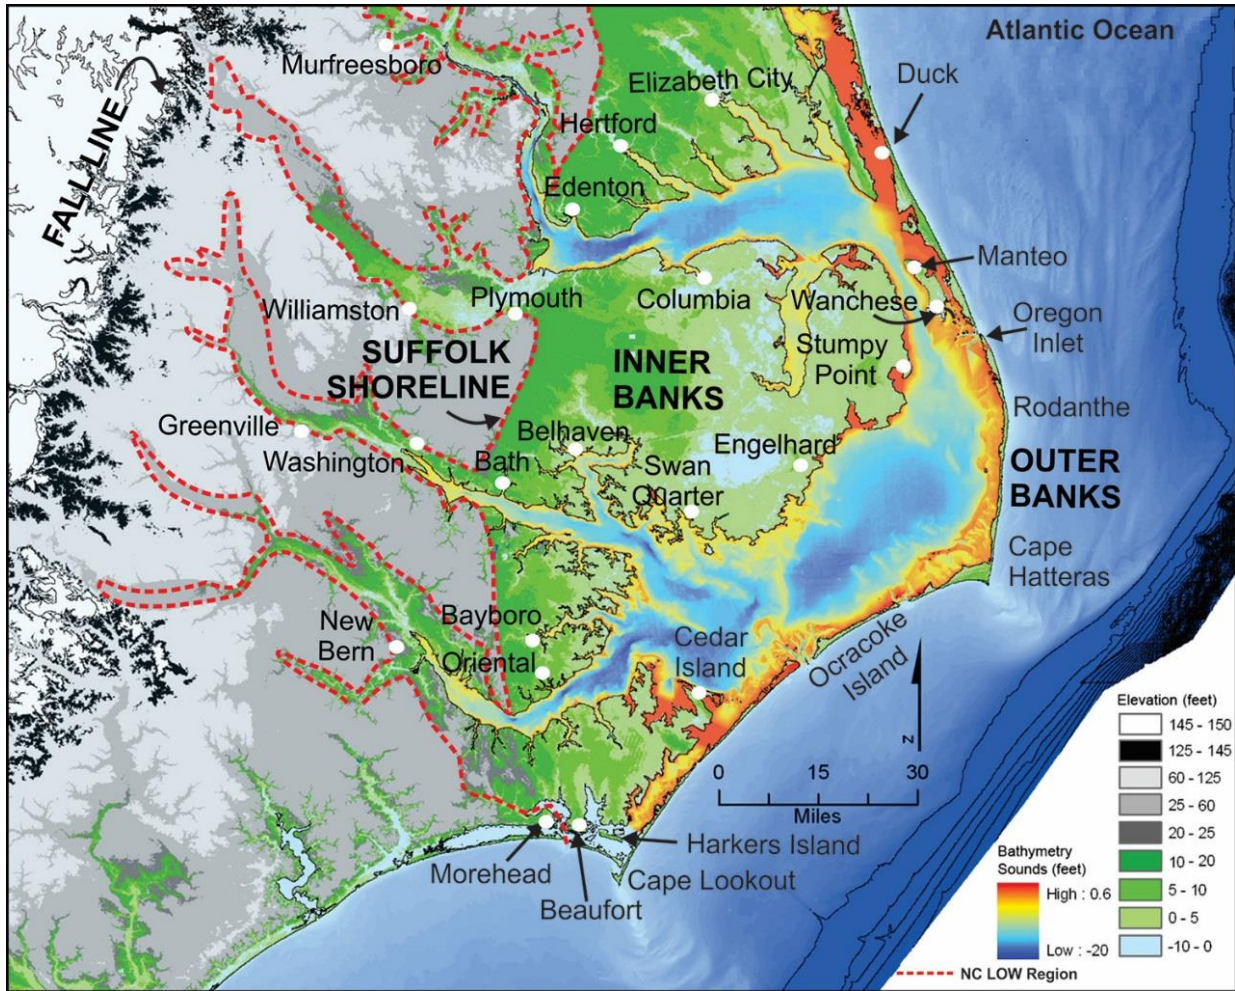 Atlantic Ocean
Murfreesboro
Elizabeth City
Duck
FALL LINE
Hertford
Edenton
Manteo
Williamston
Plymouth
Columbia
Wanchese
Oregon
Inlet
SUFFOLK
SHORELINE
INNER
BANKS
Stumpy
Point
Rodanthe
Greenville
Washington
Belhaven
Bath
Swan
Quarter
Engelhard
OUTER
BANKS
Cape
Hatteras
New
Bern
Bayboro
Oriental
Cedar
Island
Ocracoke
Island
N
0 15 30
Miles
Harkers Island
Morehead
Cape Lookout
Beaufort
Elevation (feet)
145 - 150
125 - 145
60 - 125
25 - 60
20 - 25
10 - 20
5 - 10
0 - 5
-10 - 0
Bathymetry
Sounds (feet)
High : 0.6
Low : -20
NC LOW Region